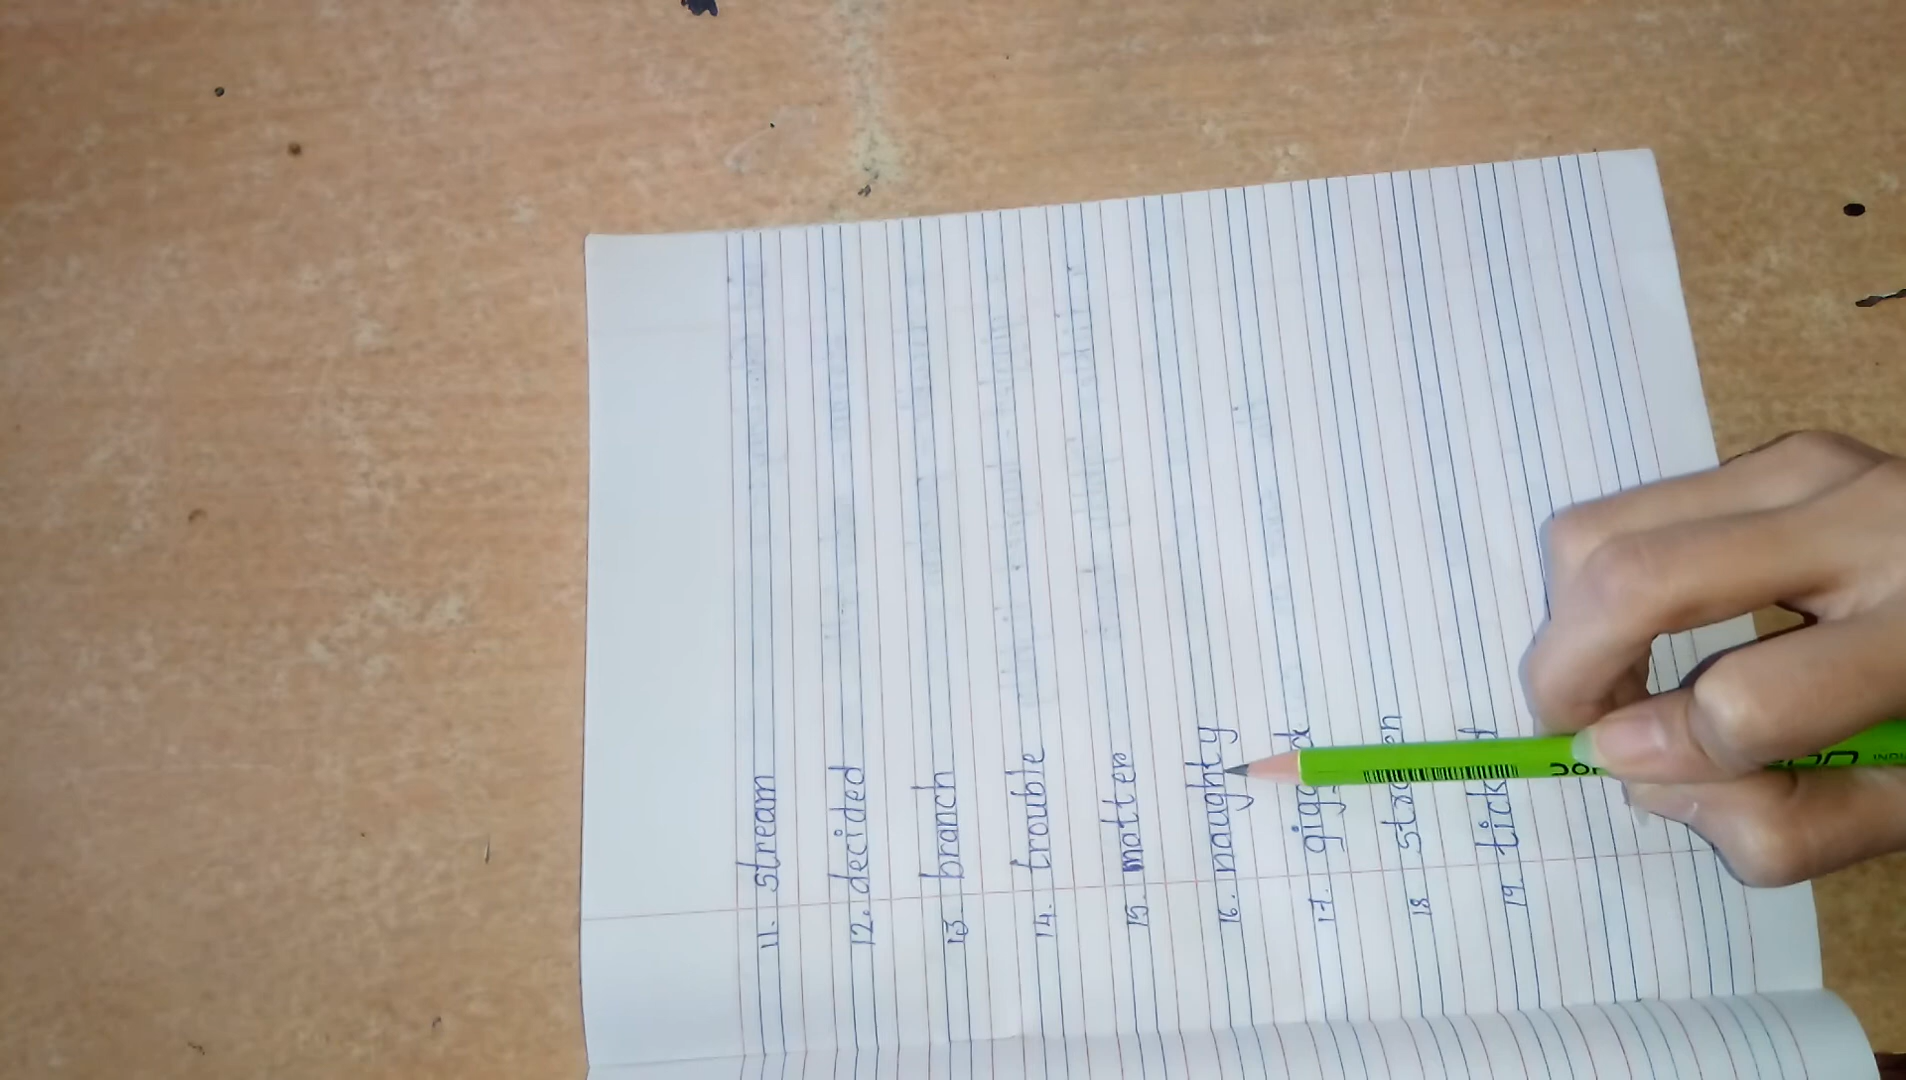 11. stream
12. decided
13. branch
14. trouble
15. matter
16. naughty
17.
18.
19.